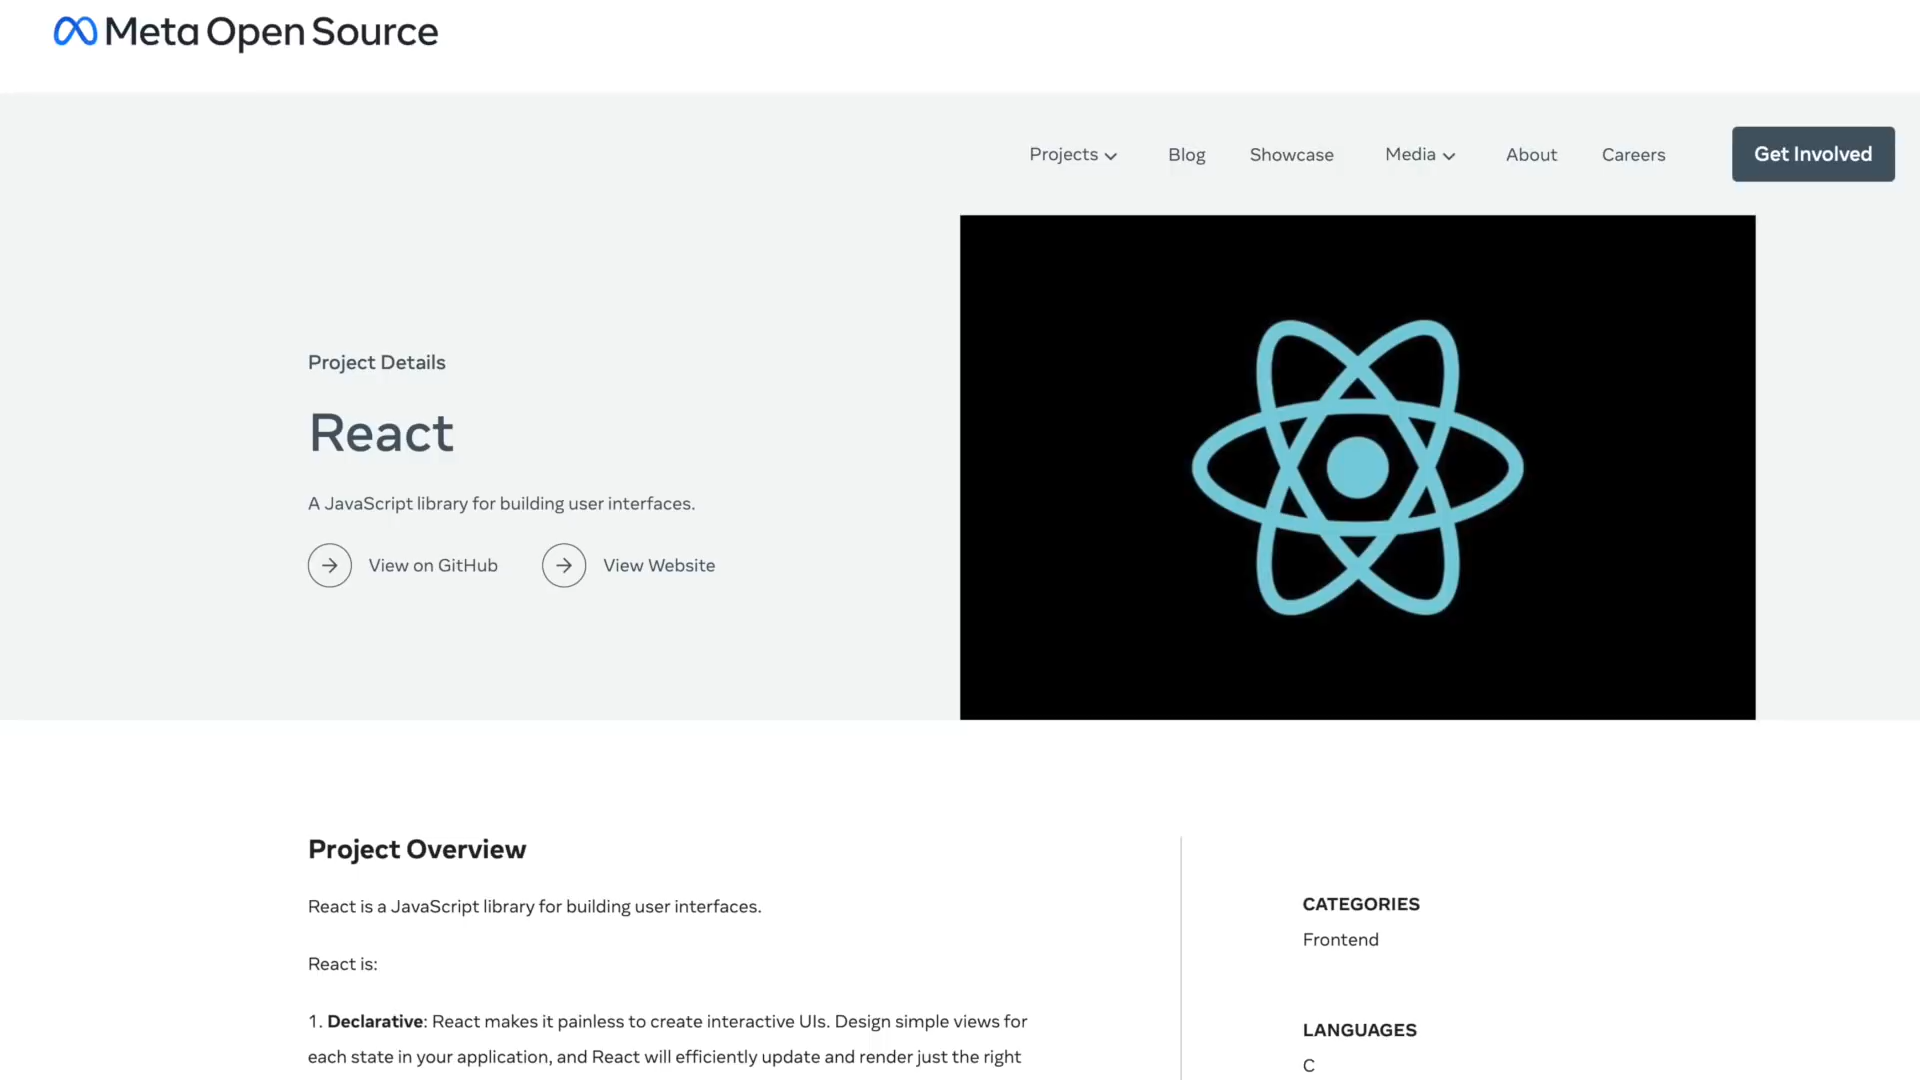 Meta Open Source
Projects
Blog
Showcase
Media
About
Careers
Get Involved
Project Details
React
A JavaScript library for building user interfaces.
View on GitHub
View Website
Project Overview
React is a JavaScript library for building user interfaces.
React is:
1. Declarative: React makes it painless to create interactive UIs. Design simple views for
each state in your application, and React will efficiently update and render just the right
CATEGORIES
Frontend
LANGUAGES
C